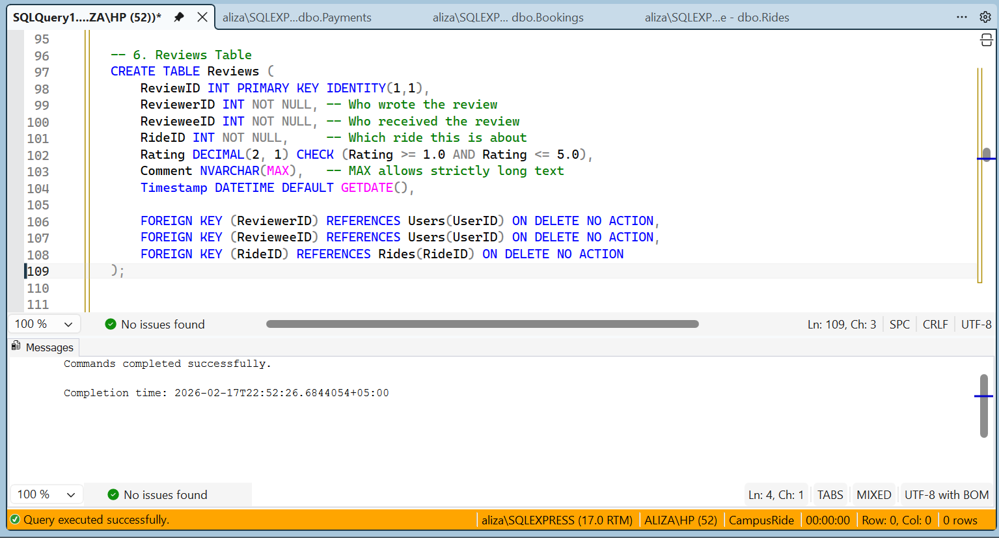 SQLQuery1....ZA\HP (52))* aliza\SQLEXP...dbo.Payments aliza\SQLEXP... dbo.Bookings aliza\SQLEXP...e - dbo.Rides
95
96 -- 6. Reviews Table
97 CREATE TABLE Reviews (
98 ReviewID INT PRIMARY KEY IDENTITY(1,1),
99 ReviewerID INT NOT NULL, -- Who wrote the review
100 RevieweeID INT NOT NULL, -- Who received the review
101 RideID INT NOT NULL, -- Which ride this is about
102 Rating DECIMAL(2, 1) CHECK (Rating >= 1.0 AND Rating <= 5.0),
103 Comment NVARCHAR(MAX), -- MAX allows strictly long text
104 Timestamp DATETIME DEFAULT GETDATE(),
105
106 FOREIGN KEY (ReviewerID) REFERENCES Users(UserID) ON DELETE NO ACTION,
107 FOREIGN KEY (RevieweeID) REFERENCES Users(UserID) ON DELETE NO ACTION,
108 FOREIGN KEY (RideID) REFERENCES Rides(RideID) ON DELETE NO ACTION
109 );
110
111
100 % No issues found Ln: 109, Ch: 3 SPC CRLF UTF-8
Messages
Commands completed successfully.
Completion time: 2026-02-17T22:52:26.6844054+05:00
100 % No issues found Ln: 4, Ch: 1 TABS MIXED UTF-8 with BOM
Query executed successfully. aliza\SQLEXPRESS (17.0 RTM) ALIZA\HP (52) CampusRide 00:00:00 Row: 0, Col: 0 0 rows